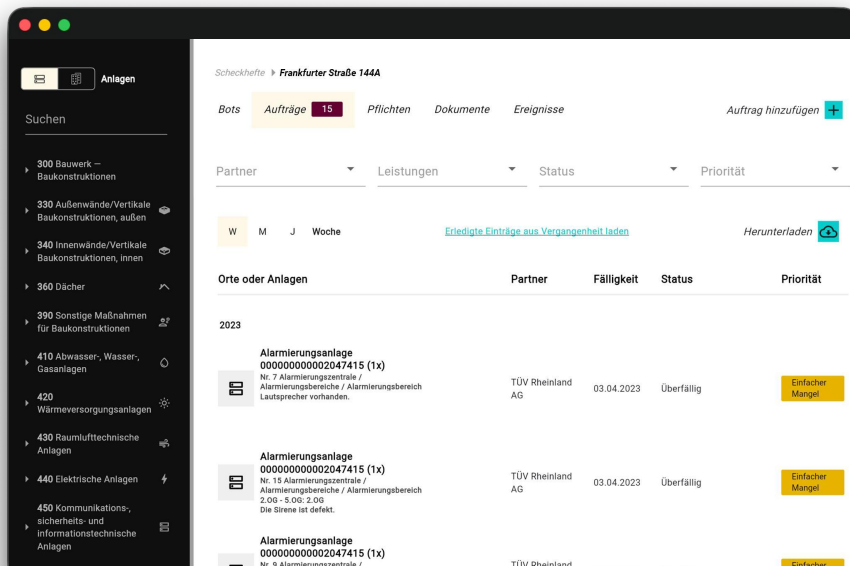 Anlagen
Suchen
300 Bauwerk —
Baukonstruktionen
330 Außenwände/Vertikale
Baukonstruktionen, außen
340 Innenwände/Vertikale
Baukonstruktionen, innen
360 Dächer
390 Sonstige Maßnahmen
für Baukonstruktionen
410 Abwasser-, Wasser-,
Gasanlagen
420
Wärmeversorgungsanlagen
430 Raumlufttechnische
Anlagen
440 Elektrische Anlagen
450 Kommunikations-,
sicherheits- und
informationstechnische
Anlagen
Scheckhefte Frankfurter Straße 144A
Bots Aufträge 15 Pflichten Dokumente Ereignisse Auftrag hinzufügen
Partner Leistungen Status Priorität
W M J Woche Erledigte Einträge aus Vergangenheit laden Herunterladen
Orte oder Anlagen Partner Fälligkeit Status Priorität
2023
Alarmierungsanlage
000000000002047415 (1x)
Nr. 7 Alarmierungszentrale /
Alarmierungsbereiche / Alarmierungsbereich
Lautsprecher vorhanden.
TÜV Rheinland
AG
03.04.2023
Überfällig
Einfacher
Mangel
Alarmierungsanlage
000000000002047415 (1x)
Nr. 15 Alarmierungszentrale /
Alarmierungsbereiche / Alarmierungsbereich
2.OG - 5.OG: 2.OG
Die Sirene ist defekt.
TÜV Rheinland
AG
03.04.2023
Überfällig
Einfacher
Mangel
Alarmierungsanlage
000000000002047415 (1x)
Nr. 9 Alarmierungszentrale /
TÜV Rheinland
Einfacher